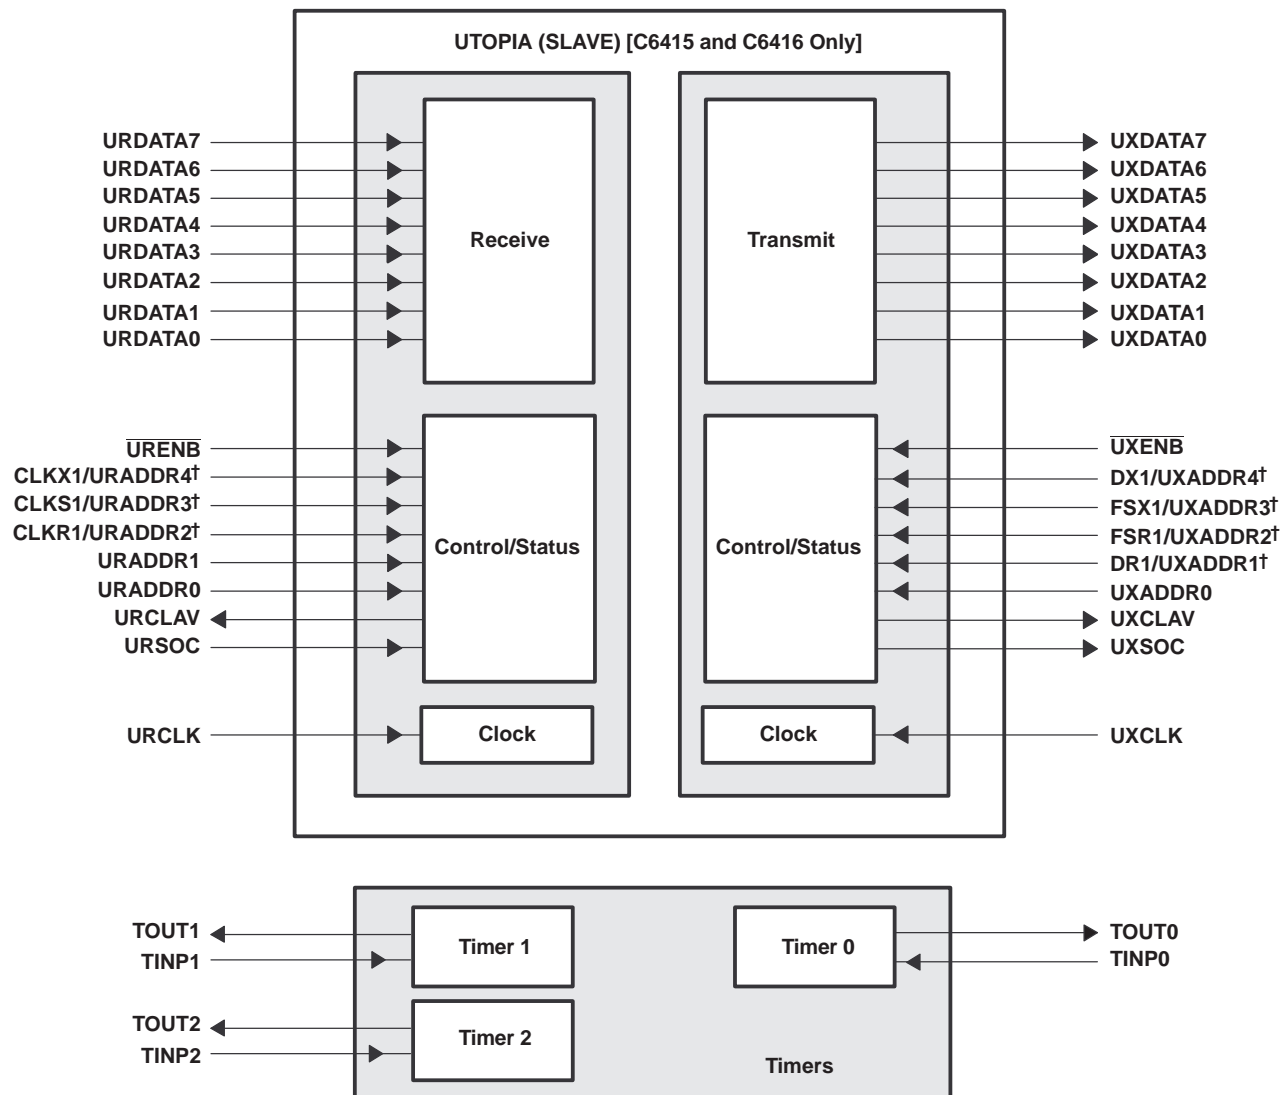 UTOPIA (SLAVE) [C6415 and C6416 Only]
URDATA7
URDATA6
URDATA5
URDATA4
URDATA3
URDATA2
URDATA1
URDATA0
Receive
Transmit
UXDATA7
UXDATA6
UXDATA5
UXDATA4
UXDATA3
UXDATA2
UXDATA1
UXDATA0
URENB
CLKX1/URADDR4†
CLKS1/URADDR3†
CLKR1/URADDR2†
URADDR1
URADDR0
URCLAV
URSOC
Control/Status
Control/Status
UXENB
DX1/UXADDR4†
FSX1/UXADDR3†
FSR1/UXADDR2†
DR1/UXADDR1†
UXADDR0
UXCLAV
UXSOC
URCLK
Clock
Clock
UXCLK
TOUT1
TINP1
Timer 1
Timer 0
TOUT0
TINP0
TOUT2
TINP2
Timer 2
Timers